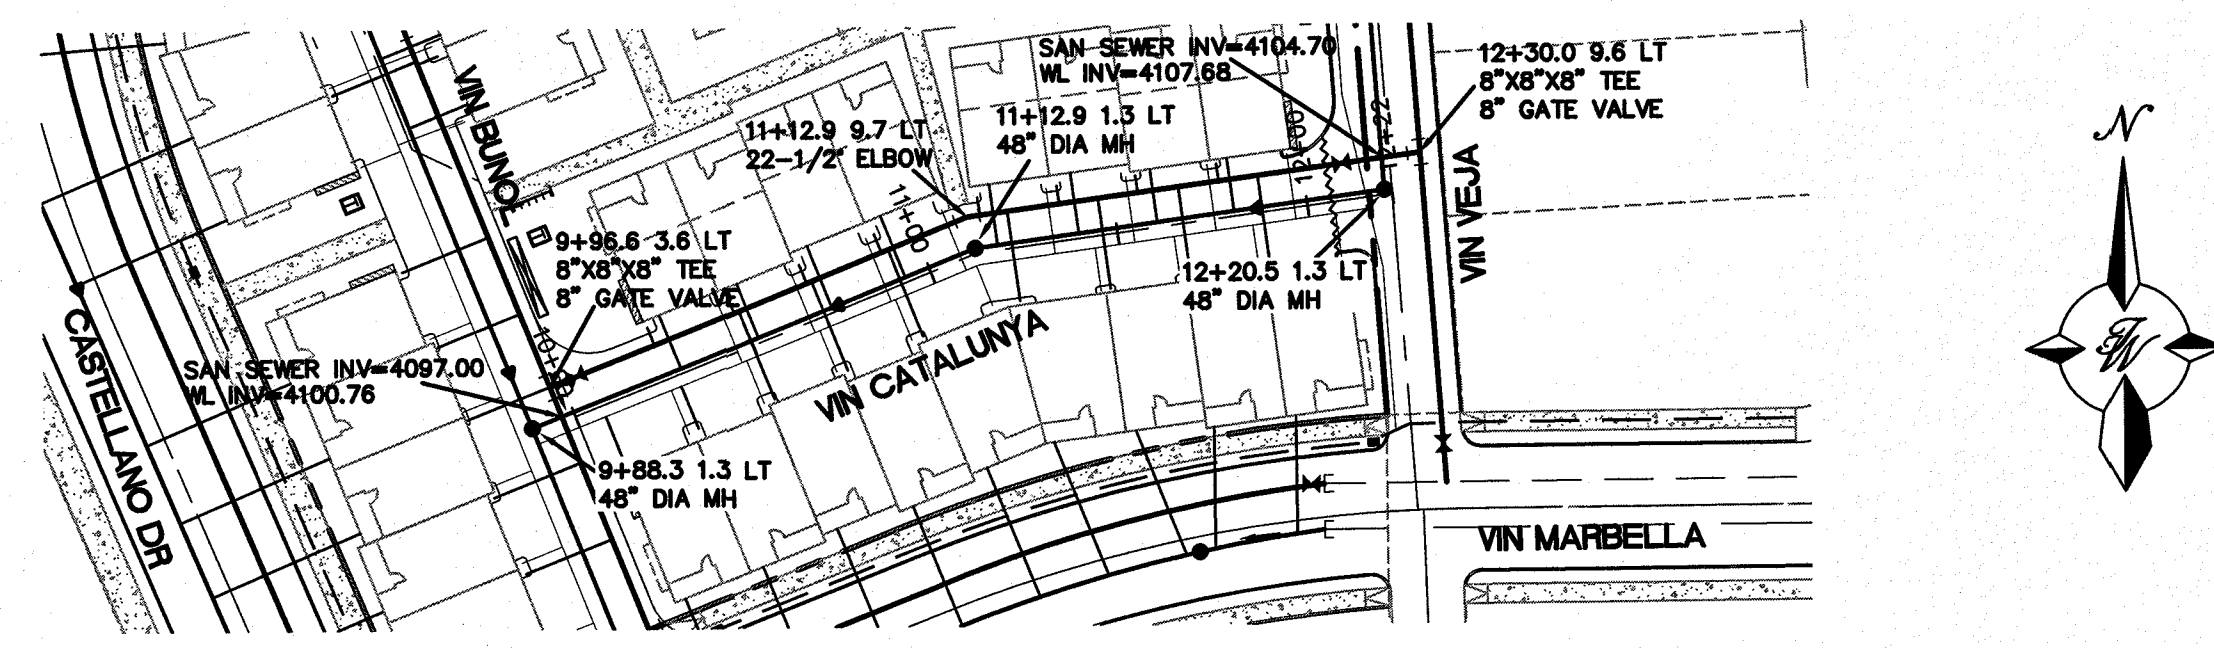 SAN SEWER INV=4104.70
WL INV=4107.68
12+30.0 9.6 LT
8"X8"X8" TEE
8" GATE VALVE
11+12.9 1.3 LT
48" DIA MH
11+12.9 9.7 LT
22-1/2° ELBOW
VIN BUNOL
N
11+00
12+00
+22
VIN VEJA
9+96.6 3.6 LT
8"X8"X8" TEE
8" GATE VALVE
12+20.5 1.3 LT
48" DIA MH
10+00
VIN CATALUNYA
SAN SEWER INV=4097.00
WL INV=4100.76
CASTELLANO DR
9+88.3 1.3 LT
48" DIA MH
VIN MARBELLA